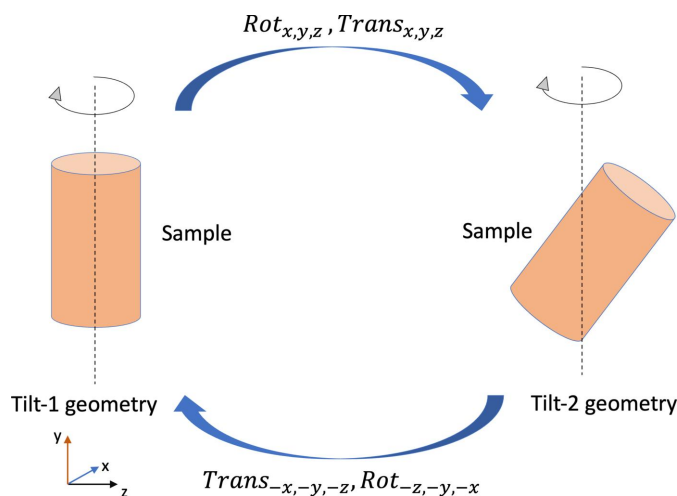 Rot_{x,y,z}, Trans_{x,y,z}
Sample
Sample
Tilt-1 geometry
Tilt-2 geometry
y
x
z
Trans_{-x,-y,-z}, Rot_{-z,-y,-x}